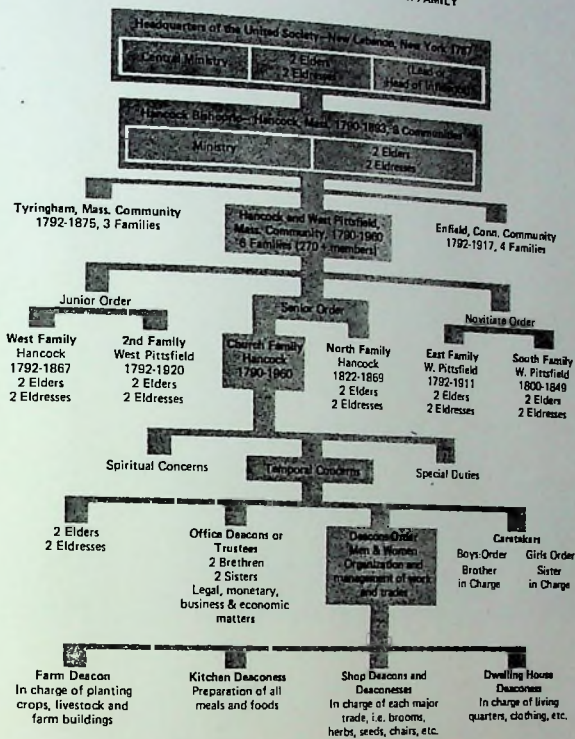 FAMILY
Headquarters of the United Society—New Lebanon, New York 1787
Central Ministry
2 Elders
2 Eldresses
(Lead or
Head of Influence)
Hancock Bishopric—Hancock, Mass. 1790-1893, 3 Communities
Ministry
2 Elders
2 Eldresses
Tyringham, Mass. Community
1792-1875, 3 Families
Hancock and West Pittsfield,
Mass. Community, 1790-1960
6 Families (270 + members)
Enfield, Conn. Community
1792-1917, 4 Families
Junior Order
Senior Order
Novitiate Order
West Family
Hancock
1792-1867
2 Elders
2 Eldresses
2nd Family
West Pittsfield
1792-1920
2 Elders
2 Eldresses
Church Family
Hancock
1790-1960
North Family
Hancock
1822-1869
2 Elders
2 Eldresses
East Family
W. Pittsfield
1792-1911
2 Elders
2 Eldresses
South Family
W. Pittsfield
1800-1849
2 Elders
2 Eldresses
Spiritual Concerns
Temporal Concerns
Special Duties
2 Elders
2 Eldresses
Office Deacons or
Trustees
2 Brethren
2 Sisters
Legal, monetary,
business & economic
matters
Deacons Order
Men & Women
Organization and
management of work
and trades
Caretakers
Boys Order
Brother
in Charge
Girls Order
Sister
in Charge
Farm Deacon
In charge of planting
crops, livestock and
farm buildings
Kitchen Deaconess
Preparation of all
meals and foods
Shop Deacons and
Deaconesses
In charge of each major
trade, i.e. brooms,
herbs, seeds, chairs, etc.
Dwelling House
Deaconess
In charge of living
quarters, clothing, etc.